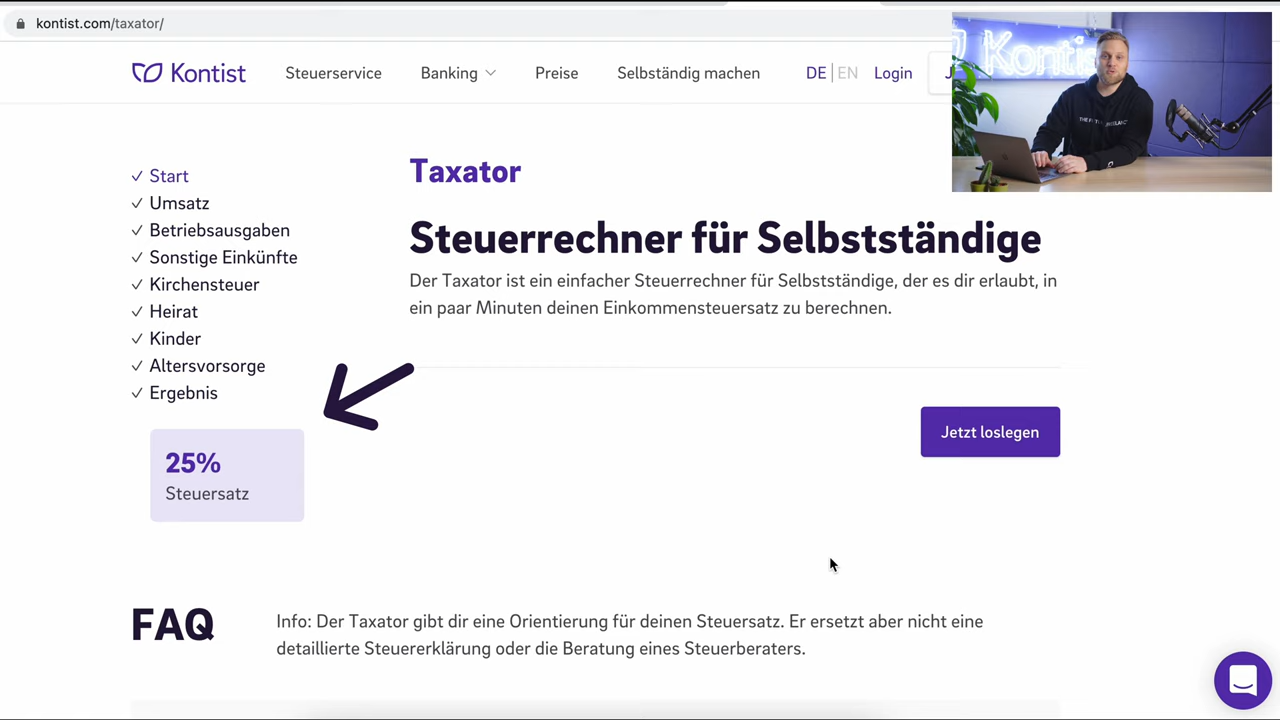 kontist.com/taxator/
Kontist
Steuerservice
Banking
Preise
Selbständig machen
DE | EN
Login
J
Kontist
✓ Start
✓ Umsatz
✓ Betriebsausgaben
✓ Sonstige Einkünfte
✓ Kirchensteuer
✓ Heirat
✓ Kinder
✓ Altersvorsorge
✓ Ergebnis
25%
Steuersatz
Taxator
Steuerrechner für Selbstständige
Der Taxator ist ein einfacher Steuerrechner für Selbstständige, der es dir erlaubt, in
ein paar Minuten deinen Einkommensteuersatz zu berechnen.
Jetzt loslegen
FAQ
Info: Der Taxator gibt dir eine Orientierung für deinen Steuersatz. Er ersetzt aber nicht eine
detaillierte Steuererklärung oder die Beratung eines Steuerberaters.